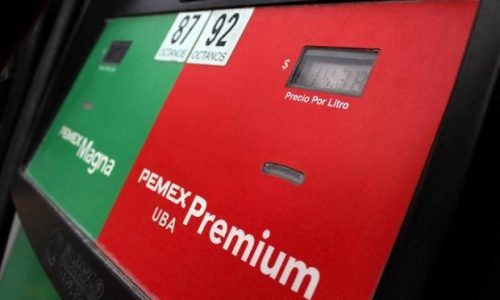 87 92
OCTANOS OCTANOS
$
Precio Por Litro
PEMEX
Magna
PEMEX
UBA
Premium